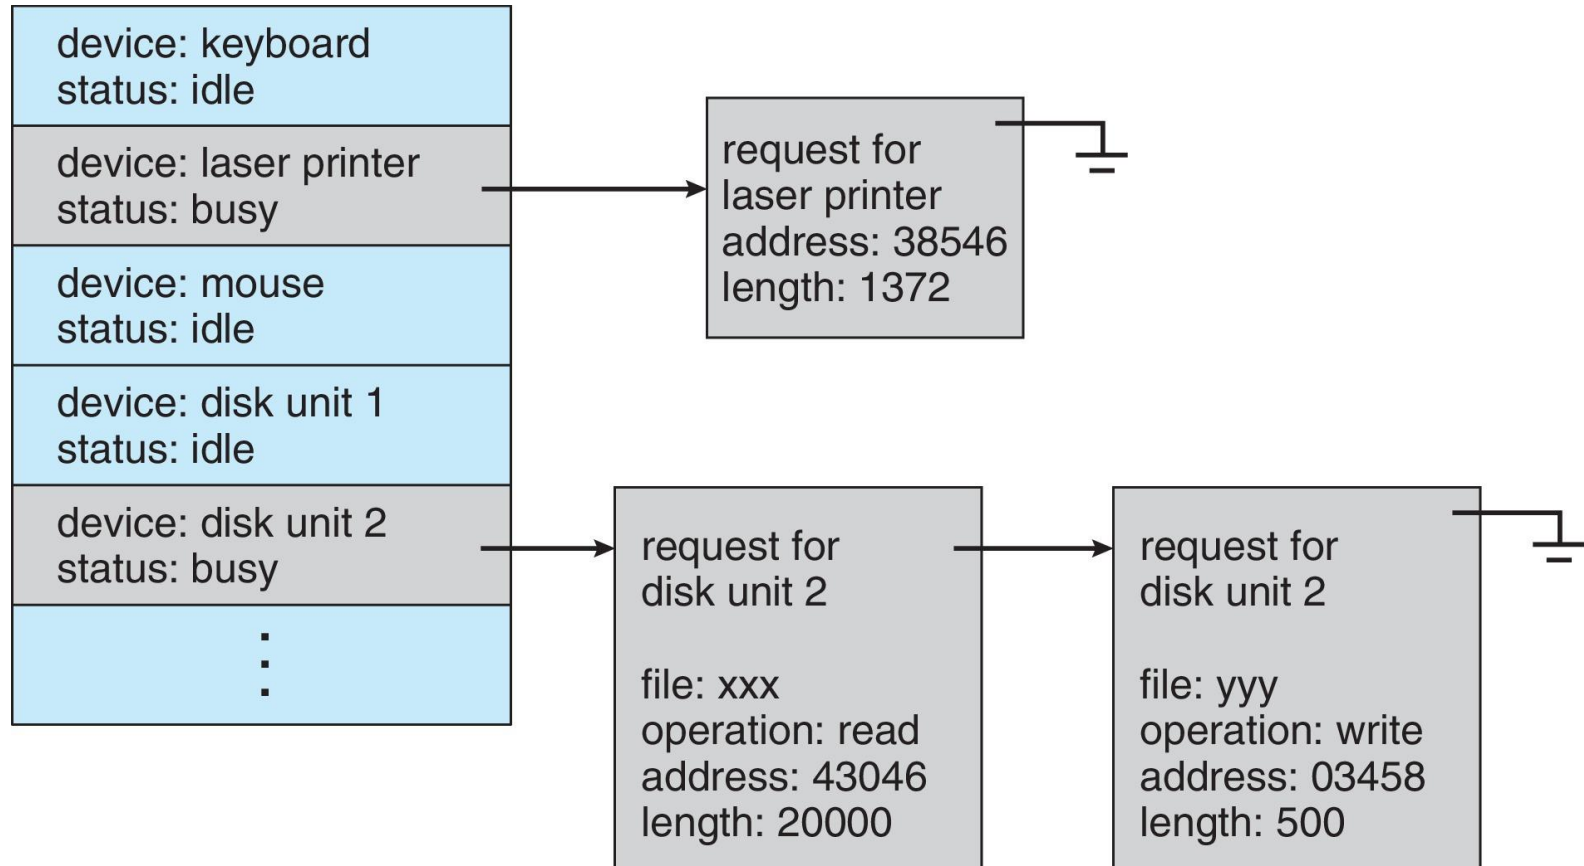 device: keyboard
status: idle
device: laser printer
status: busy
device: mouse
status: idle
device: disk unit 1
status: idle
device: disk unit 2
status: busy
request for
laser printer
address: 38546
length: 1372
request for
disk unit 2
file: xxx
operation: read
address: 43046
length: 20000
request for
disk unit 2
file: yyy
operation: write
address: 03458
length: 500